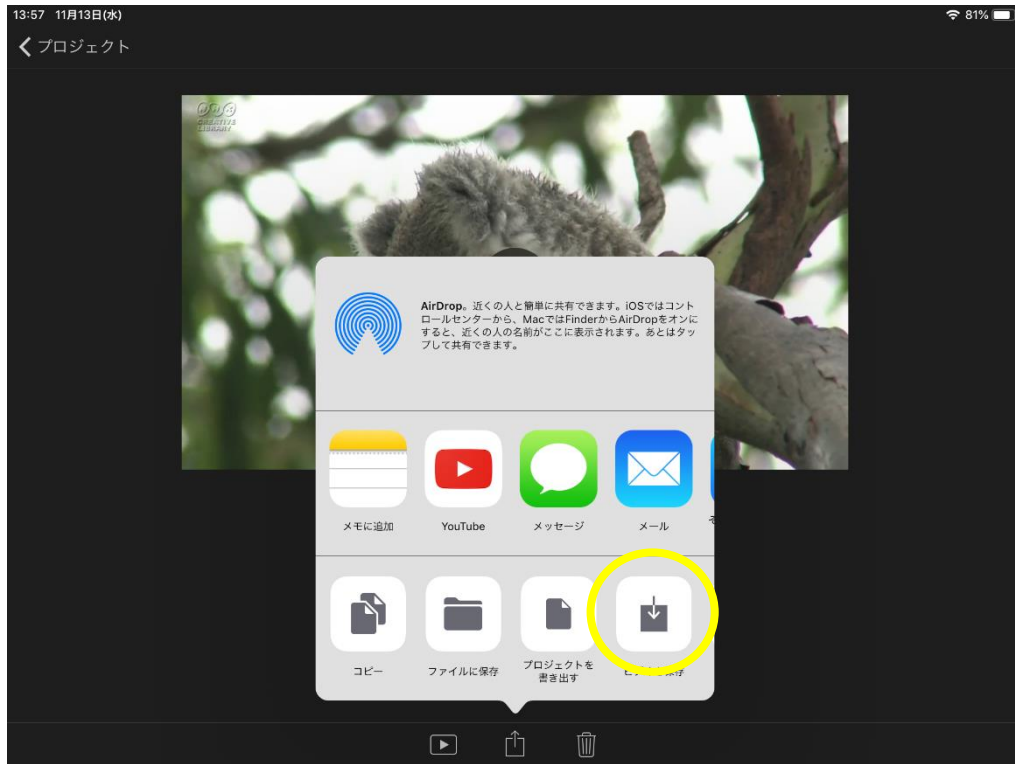 13:57 11月13日(水)
81%
プロジェクト
NHK
CREATIVE
LIBRARY
AirDrop。近くの人と簡単に共有できます。iOSではコント
ロールセンターから、MacではFinderからAirDropをオンに
すると、近くの人の名前がここに表示されます。あとはタッ
プして共有できます。
メモに追加
YouTube
メッセージ
メール
そ
コピー
ファイルに保存
プロジェクトを
書き出す